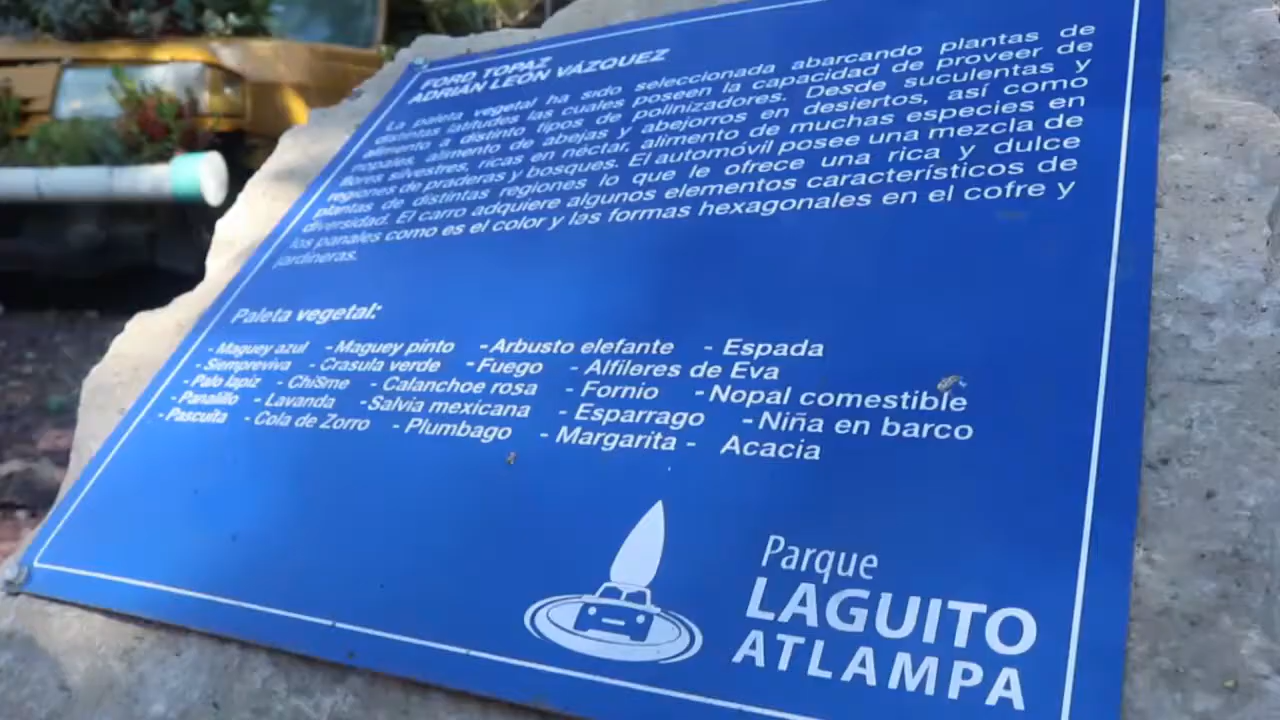 FORD TOPAZ
ADRIÁN LEÓN VÁZQUEZ
La paleta vegetal ha sido seleccionada abarcando plantas de
distintas latitudes las cuales poseen la capacidad de proveer de
alimento a distinto tipos de polinizadores. Desde suculentas y
nopales, alimento de abejas y abejorros en desiertos, así como
flores silvestres, ricas en néctar, alimento de muchas especies en
regiones de praderas y bosques. El automóvil posee una mezcla de
plantas de distintas regiones lo que le ofrece una rica y dulce
diversidad. El carro adquiere algunos elementos característicos de
los panales como es el color y las formas hexagonales en el cofre y
jardineras.
Paleta vegetal:
- Maguey azul - Maguey pinto - Arbusto elefante - Espada
- Siempreviva - Crasula verde - Fuego - Alfileres de Eva
- Palo lapiz - Chisme - Calanchoe rosa - Fornio - Nopal comestible
- Panalillo - Lavanda - Salvia mexicana - Esparrago - Niña en barco
- Pascuita - Cola de Zorro - Plumbago - Margarita - Acacia
Parque
LAGUITO
ATLAMPA